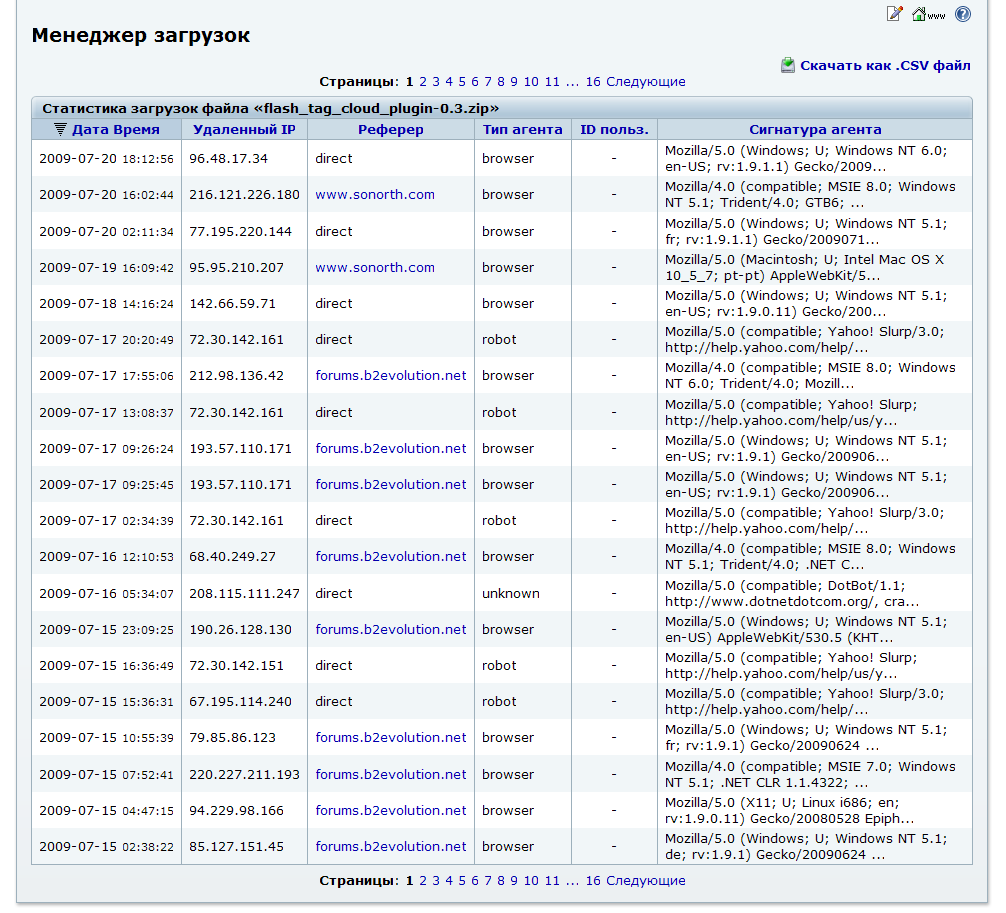 www
Менеджер загрузок
Скачать как .CSV файл
Страницы: 1 2 3 4 5 6 7 8 9 10 11 ... 16 Следующие
Статистика загрузок файла «flash_tag_cloud_plugin-0.3.zip»
Дата Время Удаленный IP Реферер Тип агента ID польз. Сигнатура агента
2009-07-20 18:12:56 96.48.17.34 direct browser - Mozilla/5.0 (Windows; U; Windows NT 6.0;
en-US; rv:1.9.1.1) Gecko/2009...
2009-07-20 16:02:44 216.121.226.180 www.sonorth.com browser - Mozilla/4.0 (compatible; MSIE 8.0; Windows
NT 5.1; Trident/4.0; GTB6; ...
2009-07-20 02:11:34 77.195.220.144 direct browser - Mozilla/5.0 (Windows; U; Windows NT 5.1;
fr; rv:1.9.1.1) Gecko/2009071...
2009-07-19 16:09:42 95.95.210.207 www.sonorth.com browser - Mozilla/5.0 (Macintosh; U; Intel Mac OS X
10_5_7; pt-pt) AppleWebKit/5...
2009-07-18 14:16:24 142.66.59.71 direct browser - Mozilla/5.0 (Windows; U; Windows NT 5.1;
en-US; rv:1.9.0.11) Gecko/200...
2009-07-17 20:20:49 72.30.142.161 direct robot - Mozilla/5.0 (compatible; Yahoo! Slurp/3.0;
http://help.yahoo.com/help/...
2009-07-17 17:55:06 212.98.136.42 forums.b2evolution.net browser - Mozilla/4.0 (compatible; MSIE 8.0; Windows
NT 6.0; Trident/4.0; Mozill...
2009-07-17 13:08:37 72.30.142.161 direct robot - Mozilla/5.0 (compatible; Yahoo! Slurp;
http://help.yahoo.com/help/us/y...
2009-07-17 09:26:24 193.57.110.171 forums.b2evolution.net browser - Mozilla/5.0 (Windows; U; Windows NT 5.1;
en-US; rv:1.9.1) Gecko/200906...
2009-07-17 09:25:45 193.57.110.171 forums.b2evolution.net browser - Mozilla/5.0 (Windows; U; Windows NT 5.1;
en-US; rv:1.9.1) Gecko/200906...
2009-07-17 02:34:39 72.30.142.161 direct robot - Mozilla/5.0 (compatible; Yahoo! Slurp/3.0;
http://help.yahoo.com/help/...
2009-07-16 12:10:53 68.40.249.27 forums.b2evolution.net browser - Mozilla/4.0 (compatible; MSIE 8.0; Windows
NT 5.1; Trident/4.0; .NET C...
2009-07-16 05:34:07 208.115.111.247 direct unknown - Mozilla/5.0 (compatible; DotBot/1.1;
http://www.dotnetdotcom.org/, cra...
2009-07-15 23:09:25 190.26.128.130 forums.b2evolution.net browser - Mozilla/5.0 (Windows; U; Windows NT 5.1;
en-US) AppleWebKit/530.5 (KHT...
2009-07-15 16:36:49 72.30.142.151 direct robot - Mozilla/5.0 (compatible; Yahoo! Slurp;
http://help.yahoo.com/help/us/y...
2009-07-15 15:36:31 67.195.114.240 direct robot - Mozilla/5.0 (compatible; Yahoo! Slurp/3.0;
http://help.yahoo.com/help/...
2009-07-15 10:55:39 79.85.86.123 forums.b2evolution.net browser - Mozilla/5.0 (Windows; U; Windows NT 5.1;
fr; rv:1.9.1) Gecko/20090624 ...
2009-07-15 07:52:41 220.227.211.193 forums.b2evolution.net browser - Mozilla/4.0 (compatible; MSIE 7.0; Windows
NT 5.1; .NET CLR 1.1.4322; ...
2009-07-15 04:47:15 94.229.98.166 forums.b2evolution.net browser - Mozilla/5.0 (X11; U; Linux i686; en;
rv:1.9.0.11) Gecko/20080528 Epiph...
2009-07-15 02:38:22 85.127.151.45 forums.b2evolution.net browser - Mozilla/5.0 (Windows; U; Windows NT 5.1;
de; rv:1.9.1) Gecko/20090624 ...
Страницы: 1 2 3 4 5 6 7 8 9 10 11 ... 16 Следующие